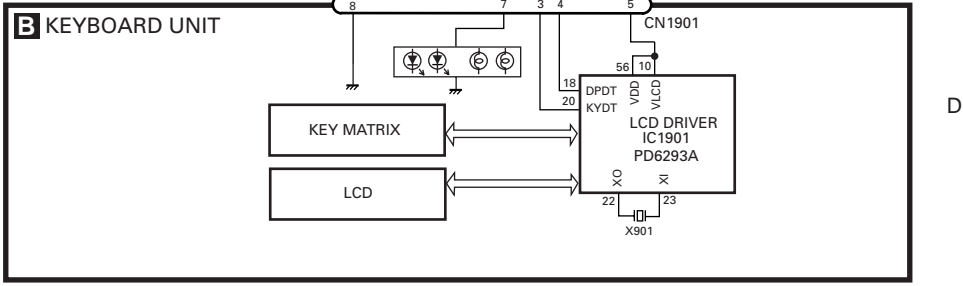 8 7 3 4 5
CN1901
B KEYBOARD UNIT
56 10
18 DPDT VDD VLCD
20 KYDT
LCD DRIVER
IC1901
PD6293A
KEY MATRIX
LCD
XO XI
22 23
X901
D